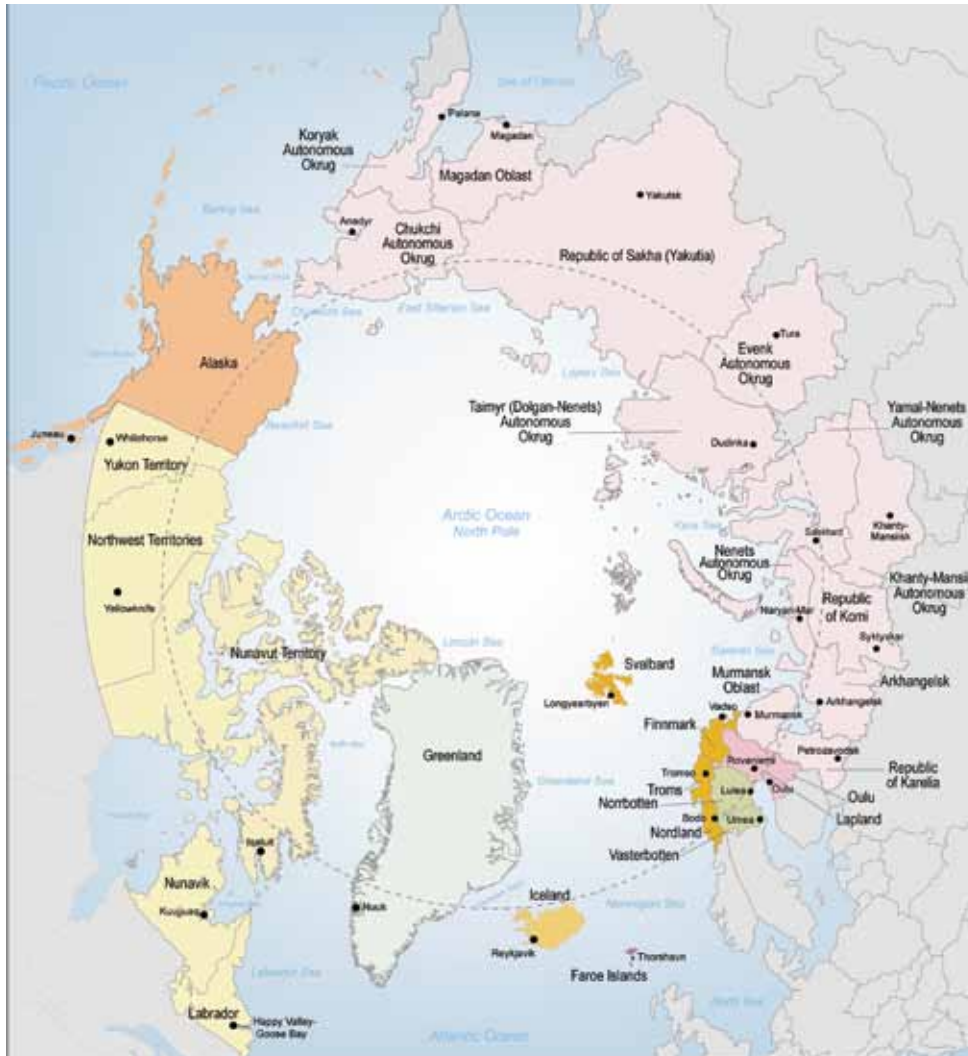 Pacific Ocean
Sea of Okhotsk
Palana
Magadan
Koryak
Autonomous
Okrug
Magadan Oblast
Yakutsk
Bering Sea
Anadyr
Chukchi
Autonomous
Okrug
Republic of Sakha (Yakutia)
Chukchi Sea
East Siberian Sea
Tura
Evenk
Autonomous
Okrug
Alaska
Laptev Sea
Taimyr (Dolgan-Nenets)
Autonomous
Okrug
Yamal-Nenets
Autonomous
Okrug
Beaufort Sea
Juneau
Whitehorse
Dudinka
Yukon Territory
Arctic Ocean
North Pole
Kara Sea
Khanty-
Mansiisk
Northwest Territories
Salekhard
Nenets
Autonomous
Okrug
Khanty-Mansi
Autonomous
Okrug
Yellowknife
Naryan-Mar
Republic
of Komi
Nunavut Territory
Lincoln Sea
Syktyvkar
Barents Sea
Svalbard
Murmansk
Oblast
Arkhangelsk
Longyearbyen
Arkhangelsk
Vadso
Murmansk
Finnmark
Greenland
Petrozavodsk
Rovaniemi
Republic
of Karelia
Tromso
Greenland Sea
Troms
Lulea
Oulu
Oulu
Norrbotten
Lapland
Bodo
Umea
Nordland
Vasterbotten
Iqaluit
Nunavik
Iceland
Kuujjuaq
Nuuk
Norwegian Sea
Reykjavik
Thorshavn
Faroe Islands
Labrador Sea
North Sea
Labrador
Happy Valley-
Goose Bay
Atlantic Ocean